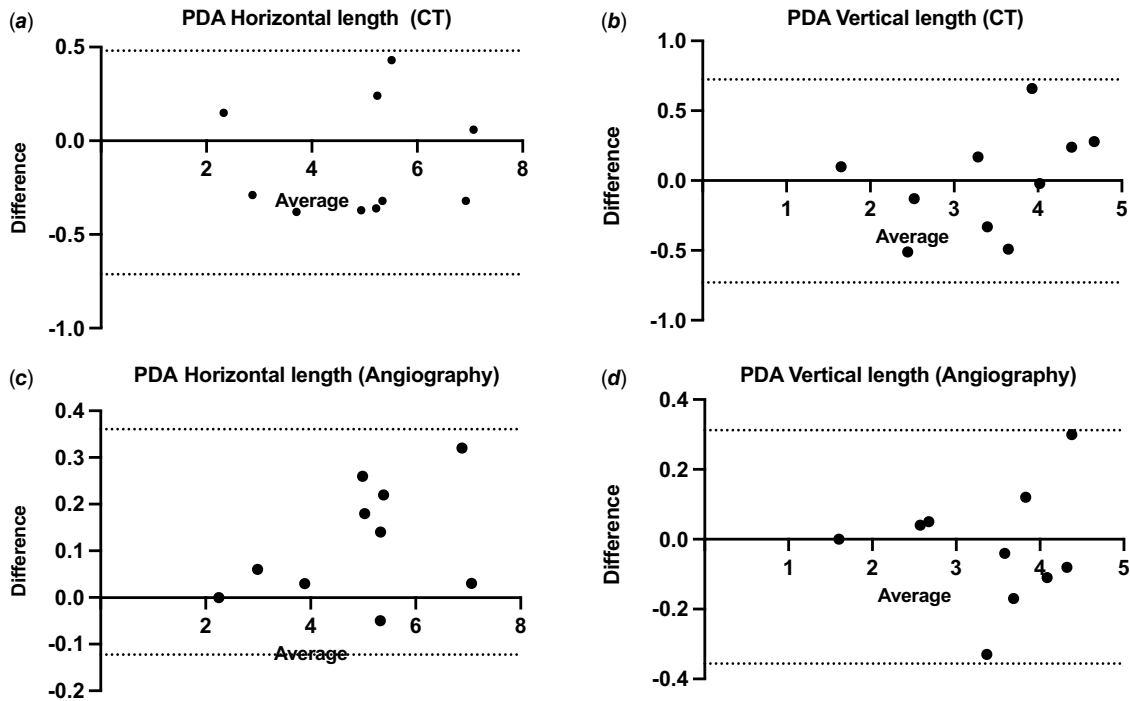 (a)
PDA Horizontal length (CT)
0.5
0.0
-0.5
-1.0
2
4
6
8
Average
Difference
(b)
PDA Vertical length (CT)
1.0
0.5
0.0
-0.5
-1.0
1
2
3
4
5
Average
Difference
(c)
PDA Horizontal length (Angiography)
0.4
0.3
0.2
0.1
0.0
-0.1
-0.2
2
4
6
8
Average
Difference
(d)
PDA Vertical length (Angiography)
0.4
0.2
0.0
-0.2
-0.4
1
2
3
4
5
Average
Difference